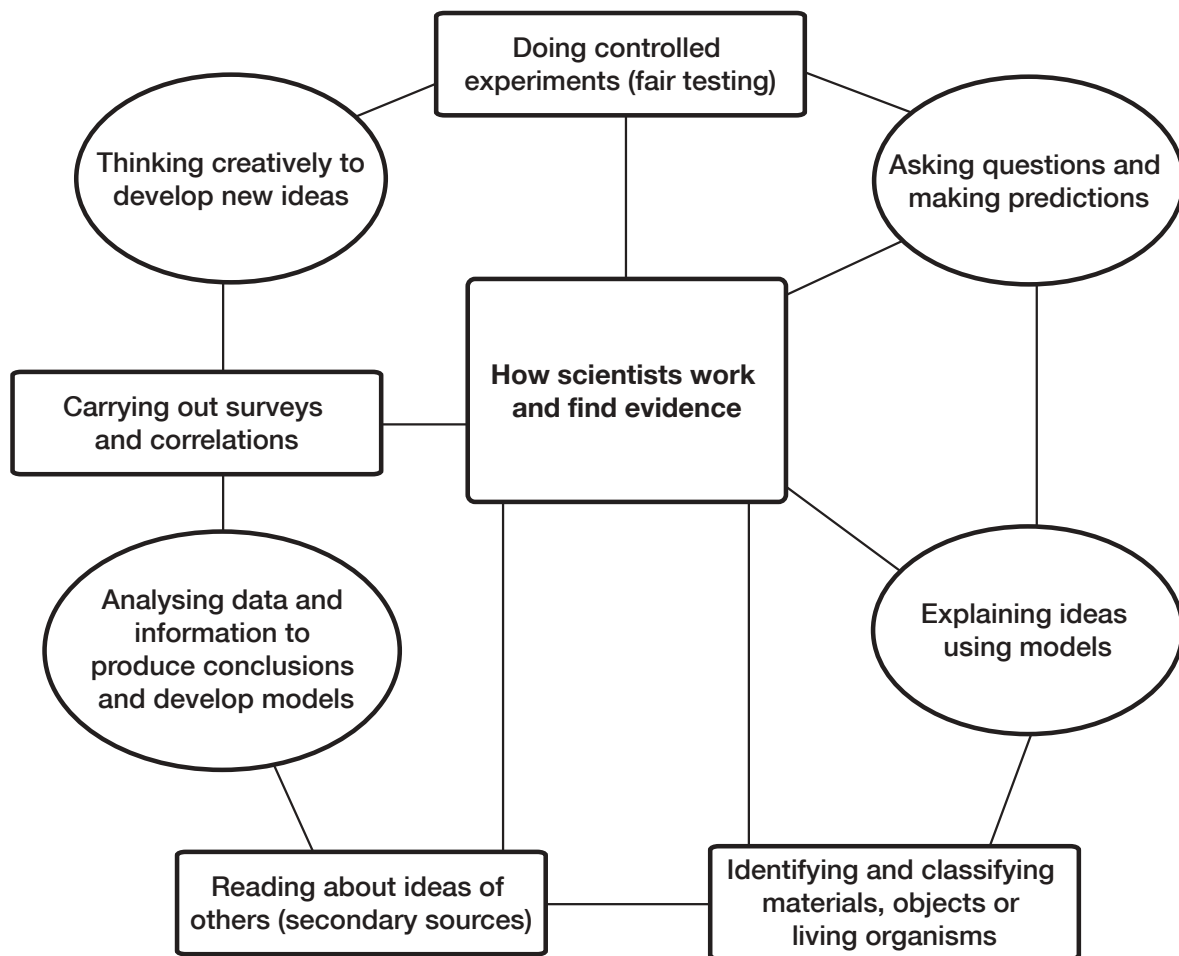 Doing controlled
experiments (fair testing)
Thinking creatively to
develop new ideas
Asking questions and
making predictions
How scientists work
and find evidence
Carrying out surveys
and correlations
Analysing data and
information to
produce conclusions
and develop models
Explaining ideas
using models
Reading about ideas of
others (secondary sources)
Identifying and classifying
materials, objects or
living organisms